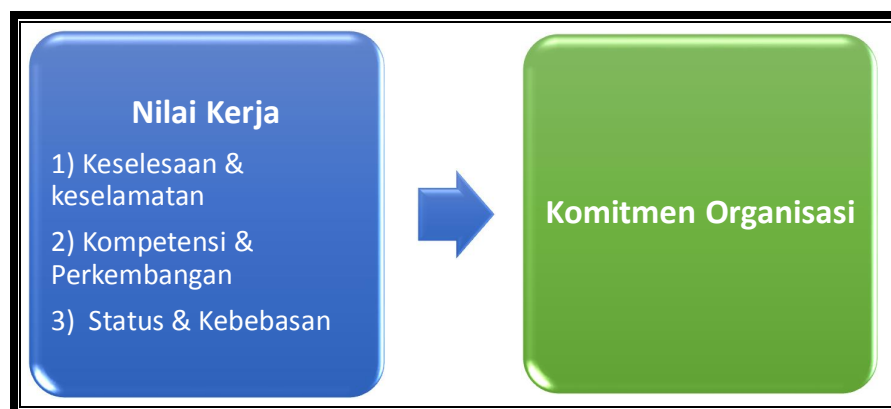 Nilai Kerja
1) Keselesaan &
keselamatan
2) Kompetensi &
Perkembangan
3) Status & Kebebasan
Komitmen Organisasi